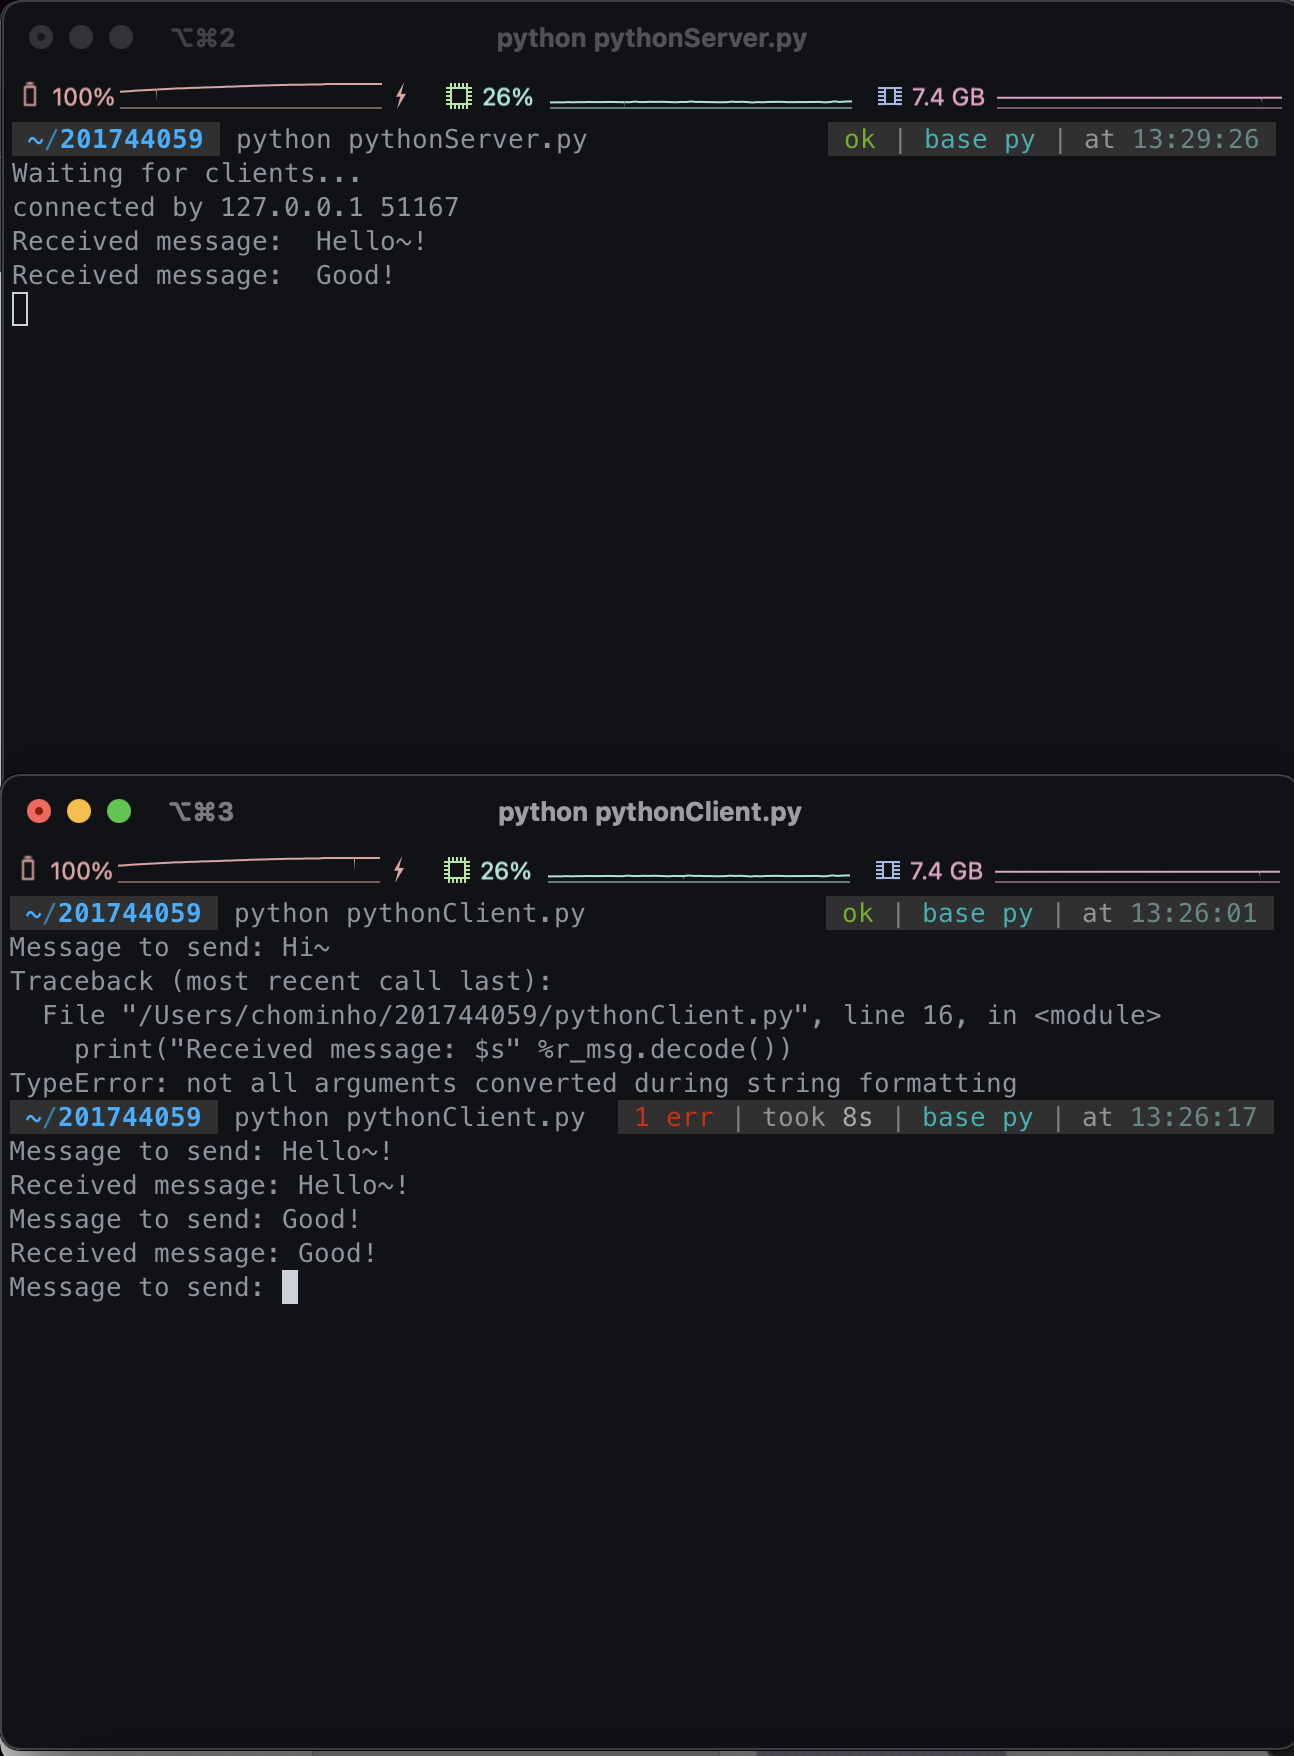 ⌥⌘2 python pythonServer.py
100% 26% 7.4 GB
~/201744059 python pythonServer.py ok | base py | at 13:29:26
Waiting for clients...
connected by 127.0.0.1 51167
Received message:  Hello~!
Received message:  Good!
⌥⌘3 python pythonClient.py
100% 26% 7.4 GB
~/201744059 python pythonClient.py ok | base py | at 13:26:01
Message to send: Hi~
Traceback (most recent call last):
  File "/Users/chominho/201744059/pythonClient.py", line 16, in <module>
    print("Received message: $s" %r_msg.decode())
TypeError: not all arguments converted during string formatting
~/201744059 python pythonClient.py 1 err | took 8s | base py | at 13:26:17
Message to send: Hello~!
Received message: Hello~!
Message to send: Good!
Received message: Good!
Message to send: